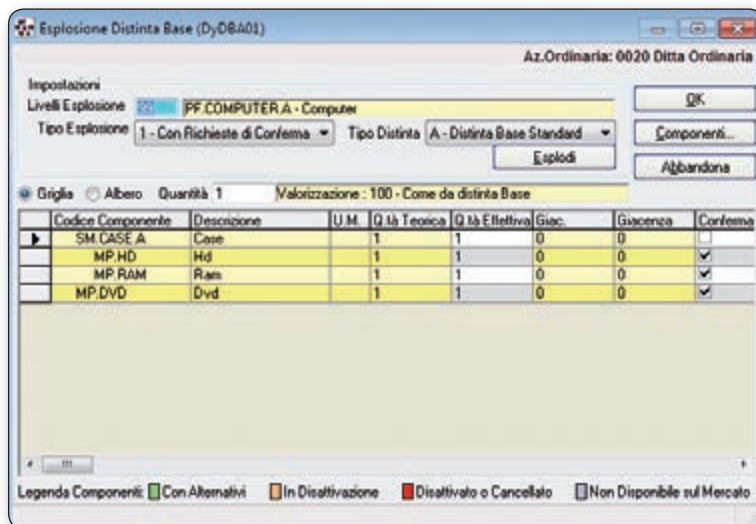 Esplosione Distinta Base (DyDBA01)
Az.Ordinaria: 0020 Ditta Ordinaria
Impostazioni
Livelli Esplosione PF.COMPUTER.A - Computer
OK
Tipo Esplosione 1 - Con Richieste di Conferma Tipo Distinta A - Distinta Base Standard
Componenti...
Esplodi
Abbandona
Griglia Albero Quantità 1 Valorizzazione : 100 - Come da distinta Base
Codice Componente Descrizione U.M. Q.tà Teorica Q.tà Effettiva Giac. Giacenza Conferma
SM.CASE.A Case 1 1 0 0
MP.HD Hd 1 1 0 0
MP.RAM Ram 1 1 0 0
MP.DVD Dvd 1 1 0 0
Legenda Componenti: Con Alternativi In Disattivazione Disattivato o Cancellato Non Disponibile sul Mercato